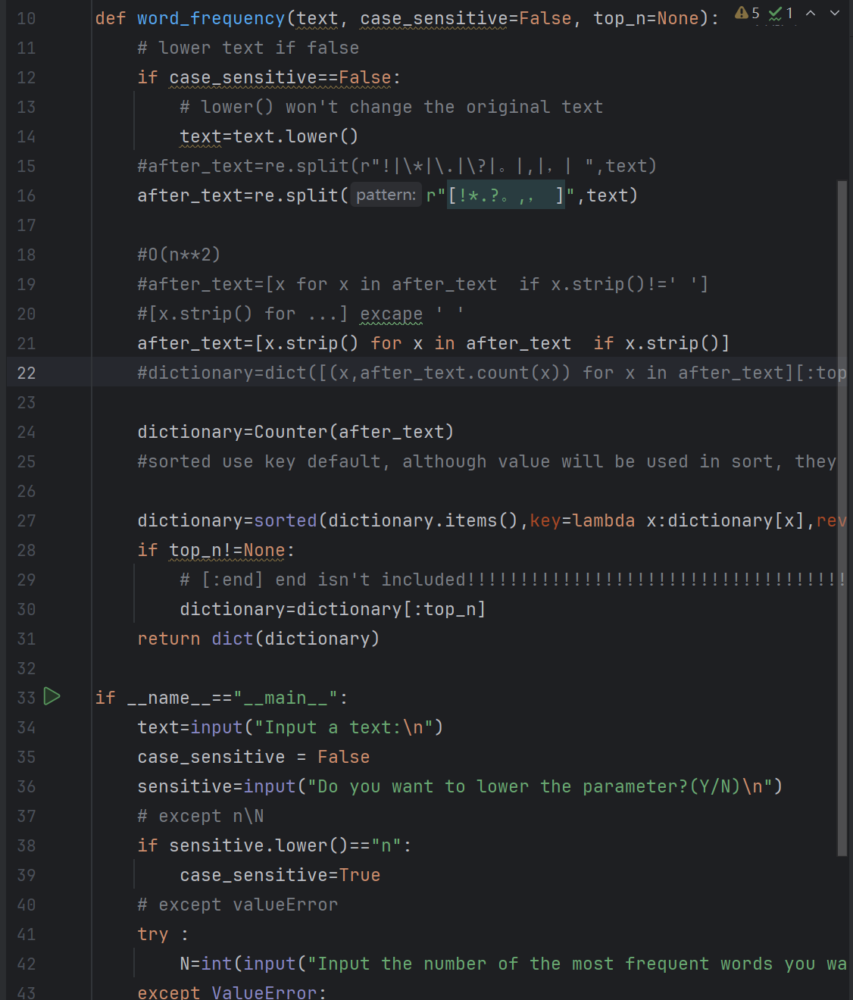 10 def word_frequency(text, case_sensitive=False, top_n=None): 5 1
11 # lower text if false
12 if case_sensitive==False:
13 # lower() won't change the original text
14 text=text.lower()
15 #after_text=re.split(r"!|\*|\.|\?|。|,|，| ",text)
16 after_text=re.split( pattern: r"[!*.?。,， ]",text)
17
18 #O(n**2)
19 #after_text=[x for x in after_text  if x.strip()!=' ']
20 #[x.strip() for ...] excape ' '
21 after_text=[x.strip() for x in after_text  if x.strip()]
22 #dictionary=dict([(x,after_text.count(x)) for x in after_text][:top
23
24 dictionary=Counter(after_text)
25 #sorted use key default, although value will be used in sort, they
26
27 dictionary=sorted(dictionary.items(),key=lambda x:dictionary[x],rev
28 if top_n!=None:
29 # [:end] end isn't included!!!!!!!!!!!!!!!!!!!!!!!!!!!!!!!!!!!!
30 dictionary=dictionary[:top_n]
31 return dict(dictionary)
32
33 if __name__=="__main__":
34 text=input("Input a text:\n")
35 case_sensitive = False
36 sensitive=input("Do you want to lower the parameter?(Y/N)\n")
37 # except n\N
38 if sensitive.lower()=="n":
39 case_sensitive=True
40 # except valueError
41 try :
42 N=int(input("Input the number of the most frequent words you wa
43 except ValueError: